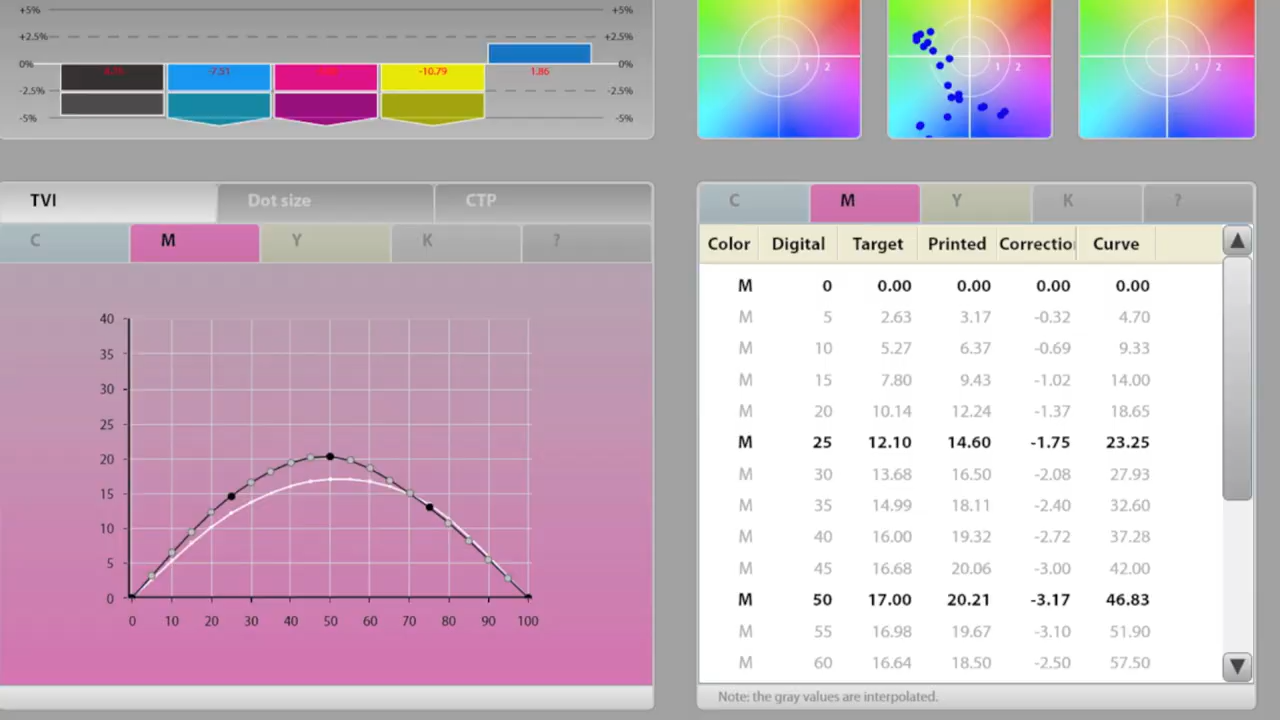 +5% +5%
+2.5% +2.5%
0% 0%
-7.51 -10.79 1.86
-2.5% -2.5%
-5% -5%
1 2 1 2 1 2
TVI Dot size CTP
C M Y K ?
40
35
30
25
20
15
10
5
0
0 10 20 30 40 50 60 70 80 90 100
C M Y K ?
Color Digital Target Printed Correctio Curve
M 0 0.00 0.00 0.00 0.00
M 5 2.63 3.17 -0.32 4.70
M 10 5.27 6.37 -0.69 9.33
M 15 7.80 9.43 -1.02 14.00
M 20 10.14 12.24 -1.37 18.65
M 25 12.10 14.60 -1.75 23.25
M 30 13.68 16.50 -2.08 27.93
M 35 14.99 18.11 -2.40 32.60
M 40 16.00 19.32 -2.72 37.28
M 45 16.68 20.06 -3.00 42.00
M 50 17.00 20.21 -3.17 46.83
M 55 16.98 19.67 -3.10 51.90
M 60 16.64 18.50 -2.50 57.50
Note: the gray values are interpolated.